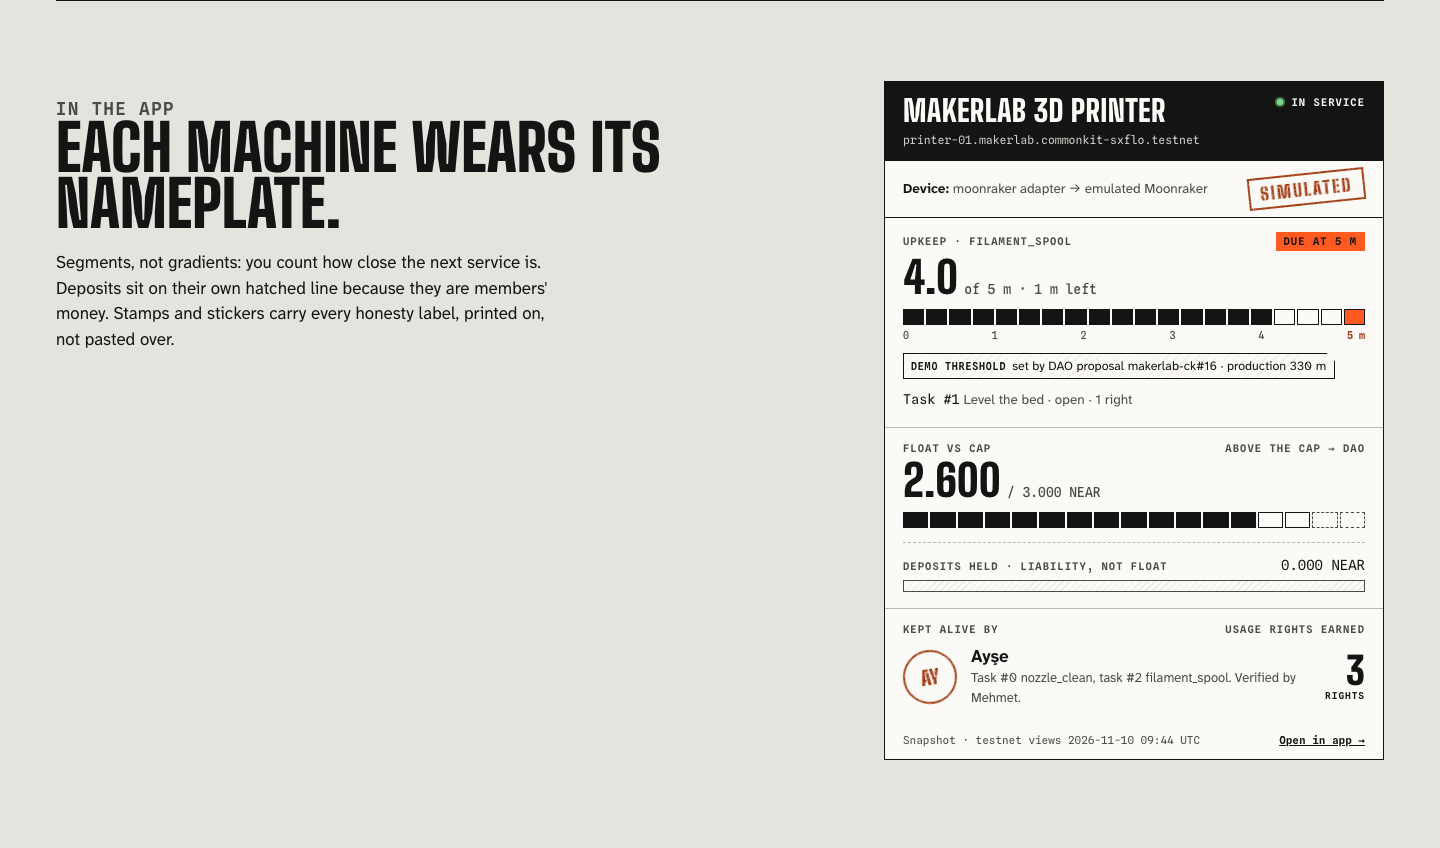 IN THE APP
EACH MACHINE WEARS ITS
NAMEPLATE.
Segments, not gradients: you count how close the next service is.
Deposits sit on their own hatched line because they are members'
money. Stamps and stickers carry every honesty label, printed on,
not pasted over.
MAKERLAB 3D PRINTER
IN SERVICE
printer-01.makerlab.commonkit-sxflo.testnet
Device: moonraker adapter → emulated Moonraker
SIMULATED
UPKEEP · FILAMENT_SPOOL
DUE AT 5 M
4.0 of 5 m · 1 m left
0 1 2 3 4 5 m
DEMO THRESHOLD set by DAO proposal makerlab-ck#16 · production 330 m
Task #1 Level the bed · open · 1 right
FLOAT VS CAP
ABOVE THE CAP → DAO
2.600 / 3.000 NEAR
DEPOSITS HELD · LIABILITY, NOT FLOAT
0.000 NEAR
KEPT ALIVE BY
USAGE RIGHTS EARNED
AY
Ayşe
Task #0 nozzle_clean, task #2 filament_spool. Verified by
Mehmet.
3
RIGHTS
Snapshot · testnet views 2026-11-10 09:44 UTC
Open in app →